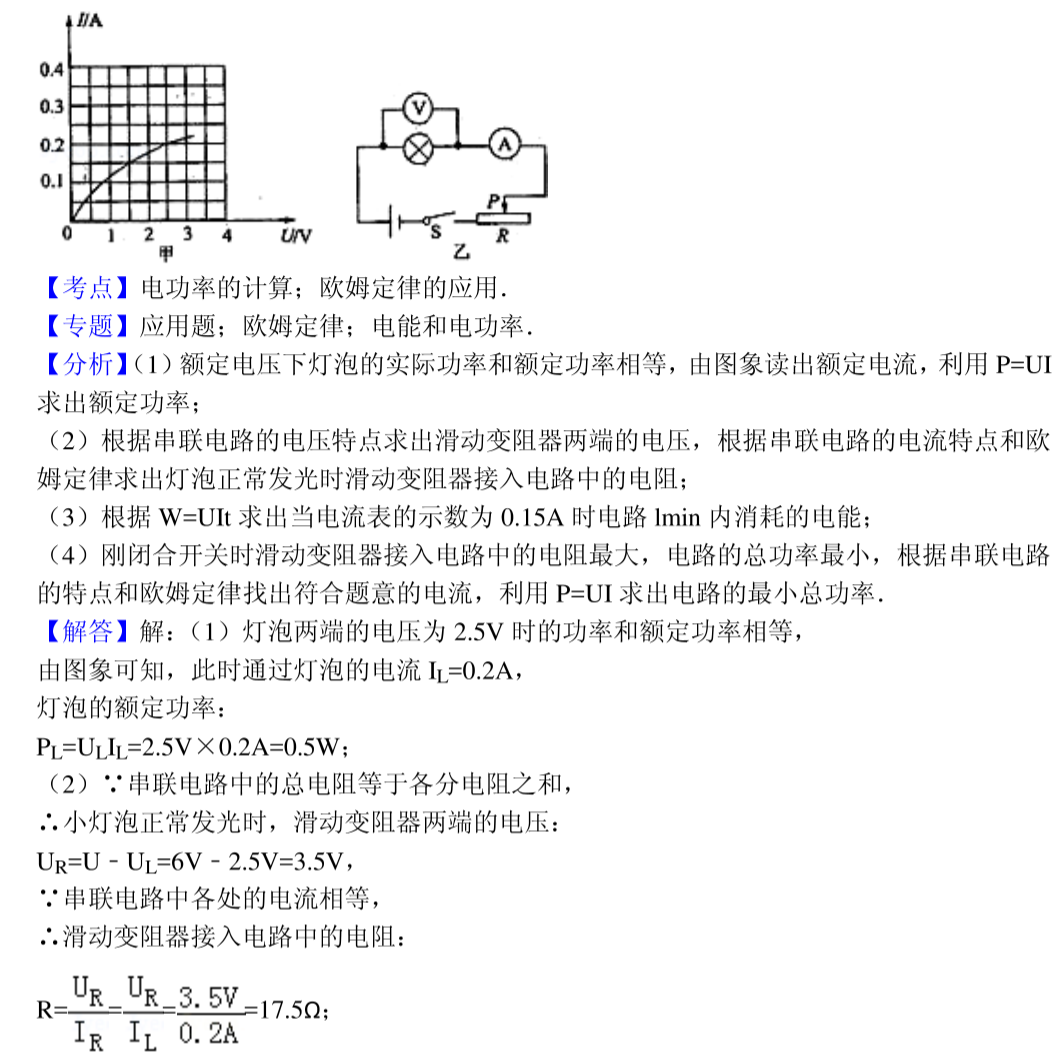 I/A
0.4
0.3
0.2
0.1
0 1 2 3 4 U/V
甲
V
A
P
S
R
乙
【考点】电功率的计算；欧姆定律的应用．
【专题】应用题；欧姆定律；电能和电功率．
【分析】（1）额定电压下灯泡的实际功率和额定功率相等，由图象读出额定电流，利用 P=UI
求出额定功率；
（2）根据串联电路的电压特点求出滑动变阻器两端的电压，根据串联电路的电流特点和欧
姆定律求出灯泡正常发光时滑动变阻器接入电路中的电阻；
（3）根据 W=UIt 求出当电流表的示数为 0.15A 时电路 lmin 内消耗的电能；
（4）刚闭合开关时滑动变阻器接入电路中的电阻最大，电路的总功率最小，根据串联电路
的特点和欧姆定律找出符合题意的电流，利用 P=UI 求出电路的最小总功率．
【解答】解：（1）灯泡两端的电压为 2.5V 时的功率和额定功率相等，
由图象可知，此时通过灯泡的电流 I_L=0.2A，
灯泡的额定功率：
P_L=U_LI_L=2.5V×0.2A=0.5W；
（2）∵串联电路中的总电阻等于各分电阻之和，
∴小灯泡正常发光时，滑动变阻器两端的电压：
U_R=U﹣U_L=6V﹣2.5V=3.5V，
∵串联电路中各处的电流相等，
∴滑动变阻器接入电路中的电阻：
R=U_R/I_R=U_R/I_L=3.5V/0.2A=17.5Ω；